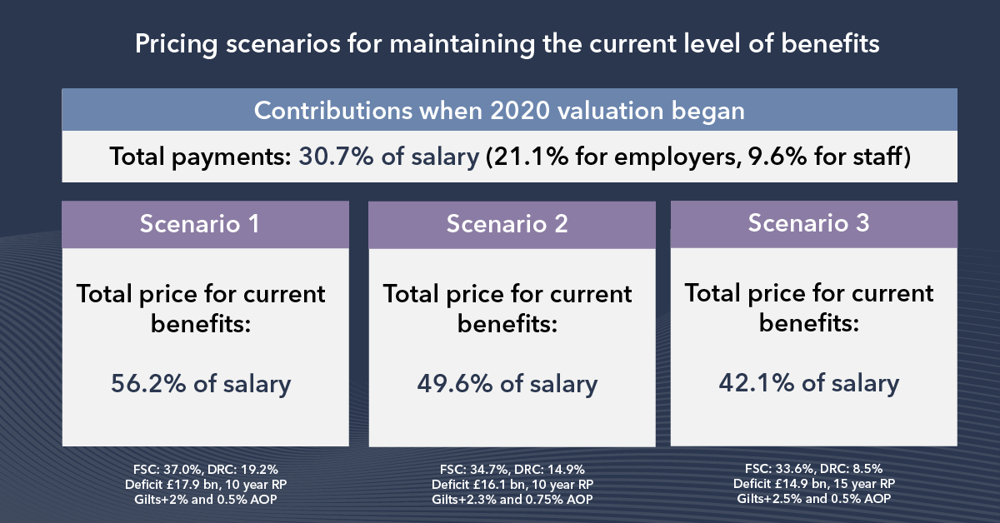 Pricing scenarios for maintaining the current level of benefits
Contributions when 2020 valuation began
Total payments: 30.7% of salary (21.1% for employers, 9.6% for staff)
Scenario 1
Total price for current
benefits:
56.2% of salary
FSC: 37.0%, DRC: 19.2%
Deficit £17.9 bn, 10 year RP
Gilts+2% and 0.5% AOP
Scenario 2
Total price for current
benefits:
49.6% of salary
FSC: 34.7%, DRC: 14.9%
Deficit £16.1 bn, 10 year RP
Gilts+2.3% and 0.75% AOP
Scenario 3
Total price for current
benefits:
42.1% of salary
FSC: 33.6%, DRC: 8.5%
Deficit £14.9 bn, 15 year RP
Gilts+2.5% and 0.5% AOP